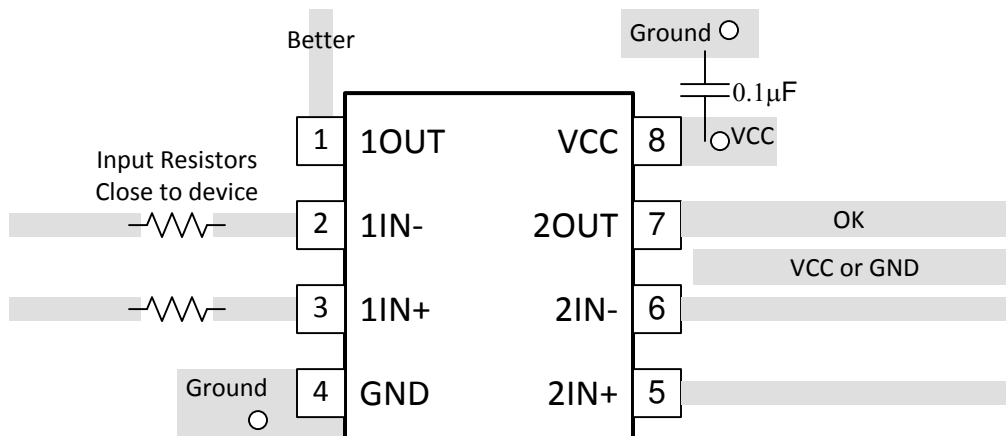 Better
Ground
0.1µF
1
1OUT
VCC
8
VCC
Input Resistors
Close to device
2
1IN-
2OUT
7
OK
VCC or GND
3
1IN+
2IN-
6
Ground
4
GND
2IN+
5